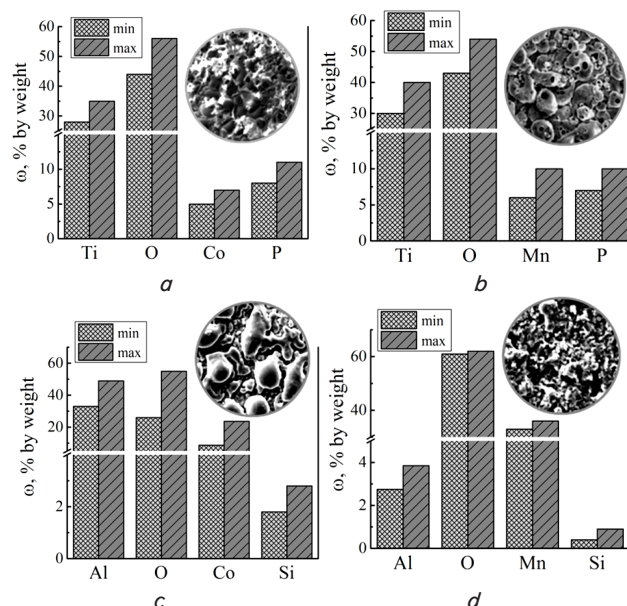 60
50
40
30
10
5
0
ω, % by weight
min
max
Ti O Co P
a
60
50
40
30
10
5
0
ω, % by weight
min
max
Ti O Mn P
b
60
40
20
2
0
ω, % by weight
min
max
Al O Co Si
c
60
40
4
2
0
ω, % by weight
min
max
Al O Mn Si
d